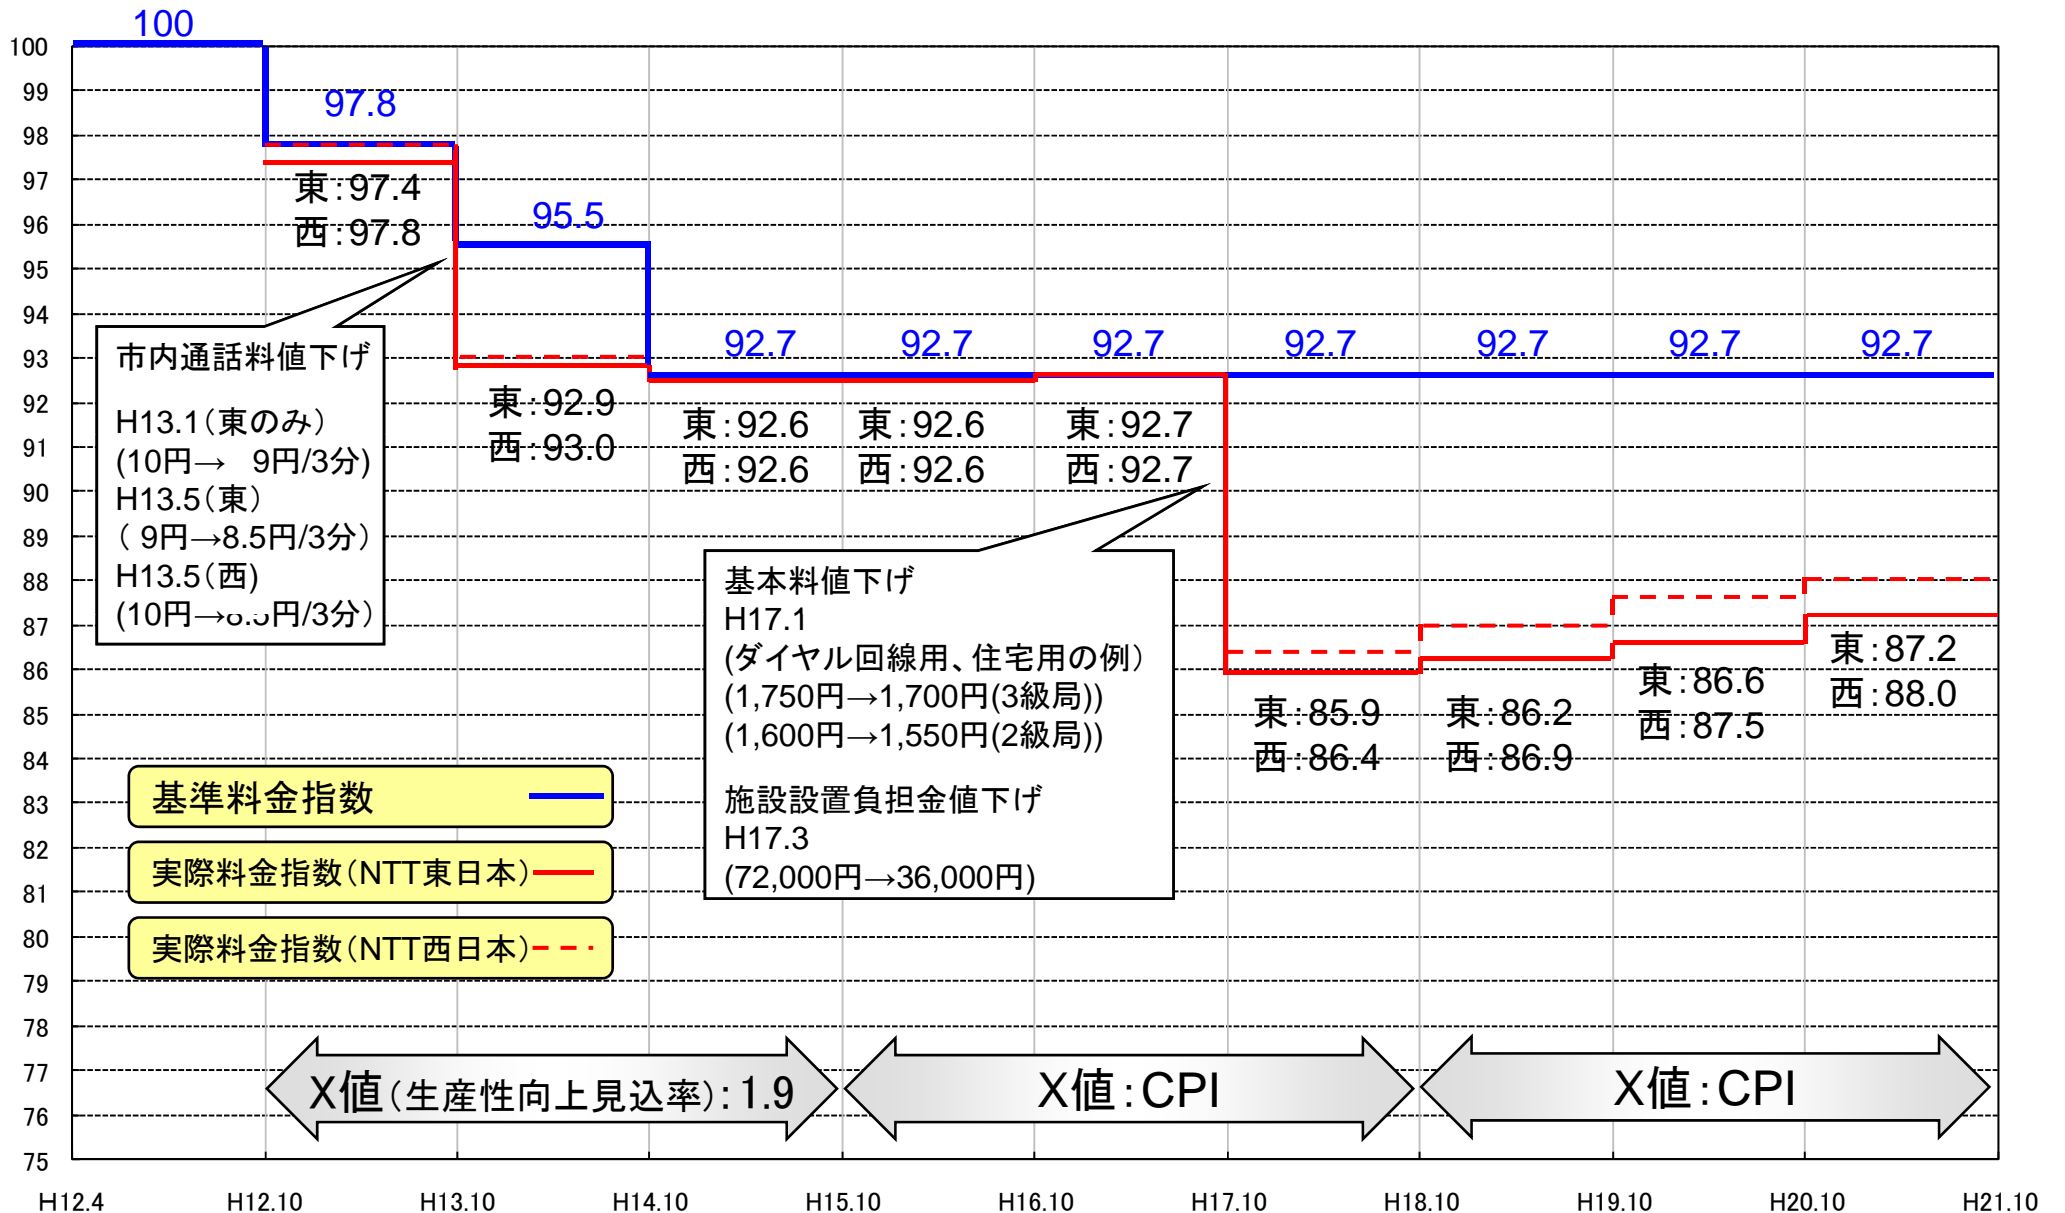 100
100
99
98
97
96
95
94
93
92
91
90
89
88
87
86
85
84
83
82
81
80
79
78
77
76
75
97.8
東:97.4
西:97.8
95.5
東:92.9
西:93.0
92.7
東:92.6
西:92.6
92.7
東:92.6
西:92.6
92.7
東:92.7
西:92.7
92.7
東:85.9
西:86.4
92.7
東:86.2
西:86.9
92.7
東:86.6
西:87.5
92.7
東:87.2
西:88.0
市内通話料値下げ
H13.1(東のみ)
(10円→ 9円/3分)
H13.5(東)
( 9円→8.5円/3分)
H13.5(西)
(10円→8.5円/3分)
基本料値下げ
H17.1
(ダイヤル回線用、住宅用の例)
(1,750円→1,700円(3級局))
(1,600円→1,550円(2級局))
施設設置負担金値下げ
H17.3
(72,000円→36,000円)
基準料金指数
実際料金指数(NTT東日本)
実際料金指数(NTT西日本)
X値(生産性向上見込率):1.9
X値:CPI
X値:CPI
H12.4
H12.10
H13.10
H14.10
H15.10
H16.10
H17.10
H18.10
H19.10
H20.10
H21.10